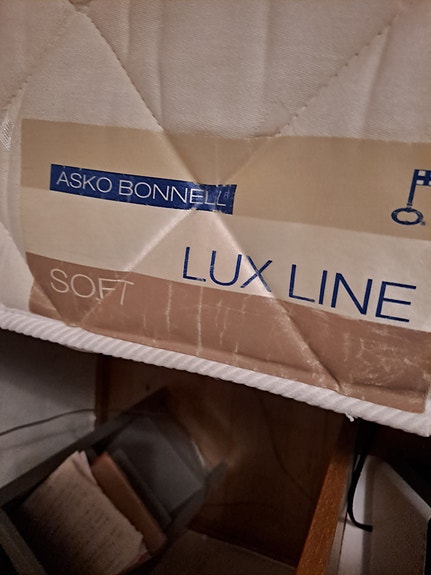 ASKO BONNELL
LUX LINE
SOFT